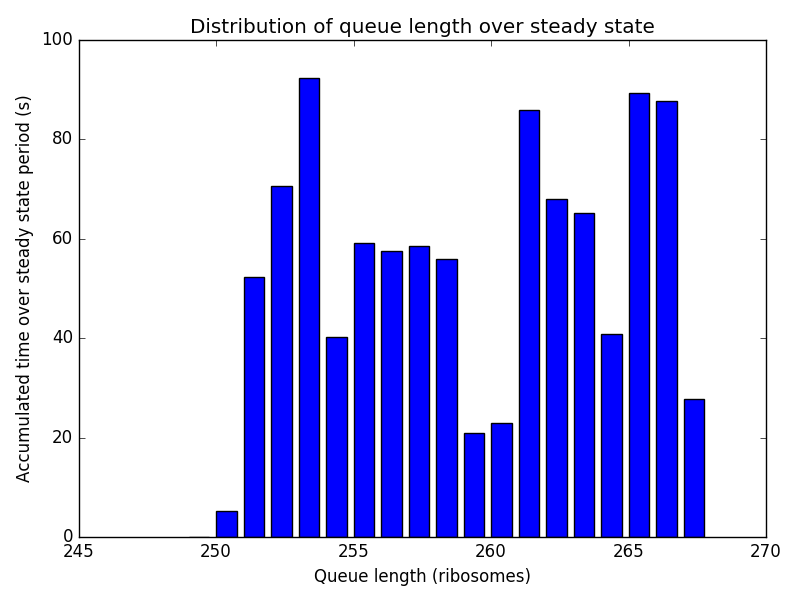 Distribution of queue length over steady state
100
80
60
40
20
0
Accumulated time over steady state period (s)
245 250 255 260 265 270
Queue length (ribosomes)